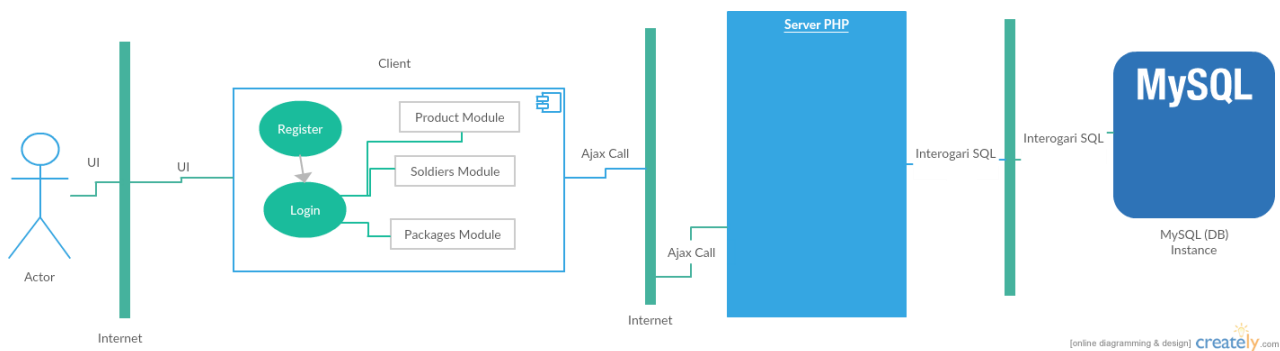 Server PHP
Client
MySQL
Product Module
Register
Interogari SQL
Ajax Call
Interogari SQL
UI
UI
Soldiers Module
Login
Packages Module
MySQL (DB)
Instance
Ajax Call
Actor
Internet
Internet
[online diagramming & design] creately.com